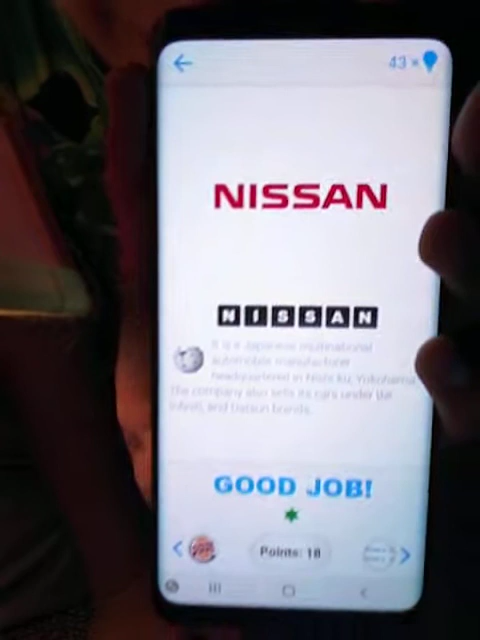 43 ×
NISSAN
NISSAN
It is a Japanese multinational
automobile manufacturer
headquartered in Nishi-ku, Yokohama.
The company also sells its cars under the
Infiniti, and Datsun brands.
GOOD JOB!
Points: 18